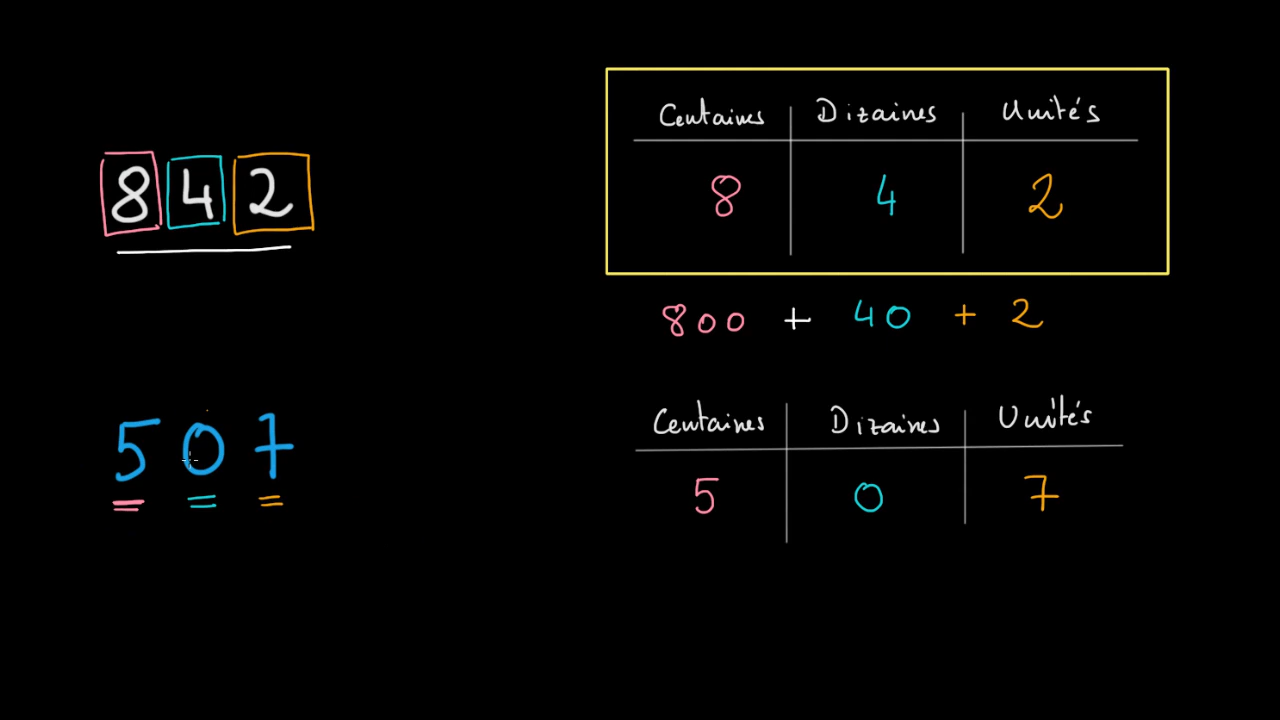 842
Centaines Dizaines Unités
8 4 2
800 + 40 + 2
507
Centaines Dizaines Unités
5 0 7